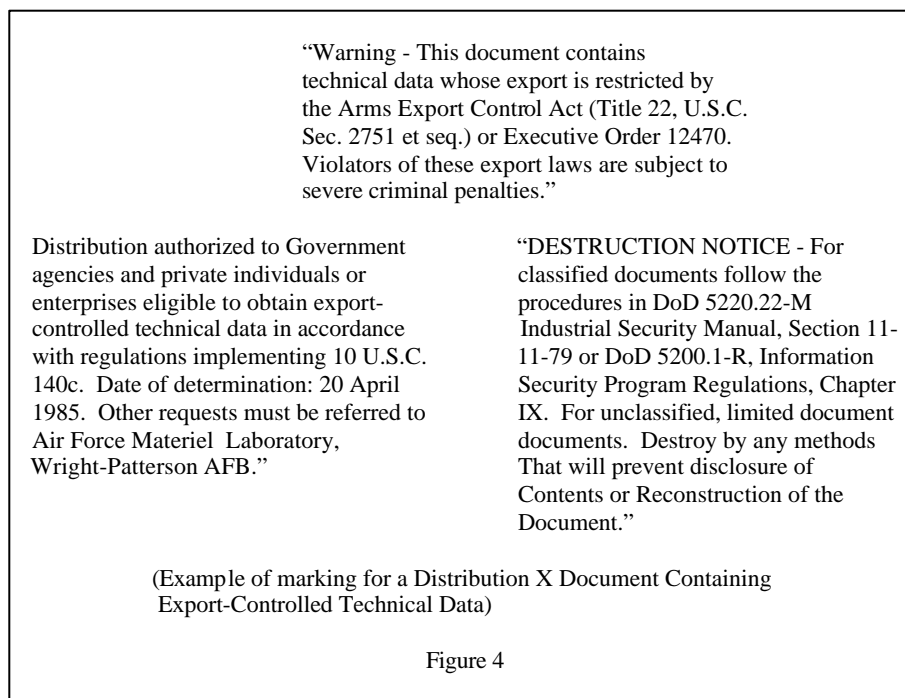 “Warning - This document contains
technical data whose export is restricted by
the Arms Export Control Act (Title 22, U.S.C.
Sec. 2751 et seq.) or Executive Order 12470.
Violators of these export laws are subject to
severe criminal penalties.”
Distribution authorized to Government
agencies and private individuals or
enterprises eligible to obtain export-
controlled technical data in accordance
with regulations implementing 10 U.S.C.
140c.  Date of determination: 20 April
1985.  Other requests must be referred to
Air Force Materiel  Laboratory,
Wright-Patterson AFB.”
“DESTRUCTION NOTICE - For
classified documents follow the
procedures in DoD 5220.22-M
Industrial Security Manual, Section 11-
11-79 or DoD 5200.1-R, Information
Security Program Regulations, Chapter
IX.  For unclassified, limited document
documents.  Destroy by any methods
That will prevent disclosure of
Contents or Reconstruction of the
Document.”
(Example of marking for a Distribution X Document Containing
Export-Controlled Technical Data)
Figure 4